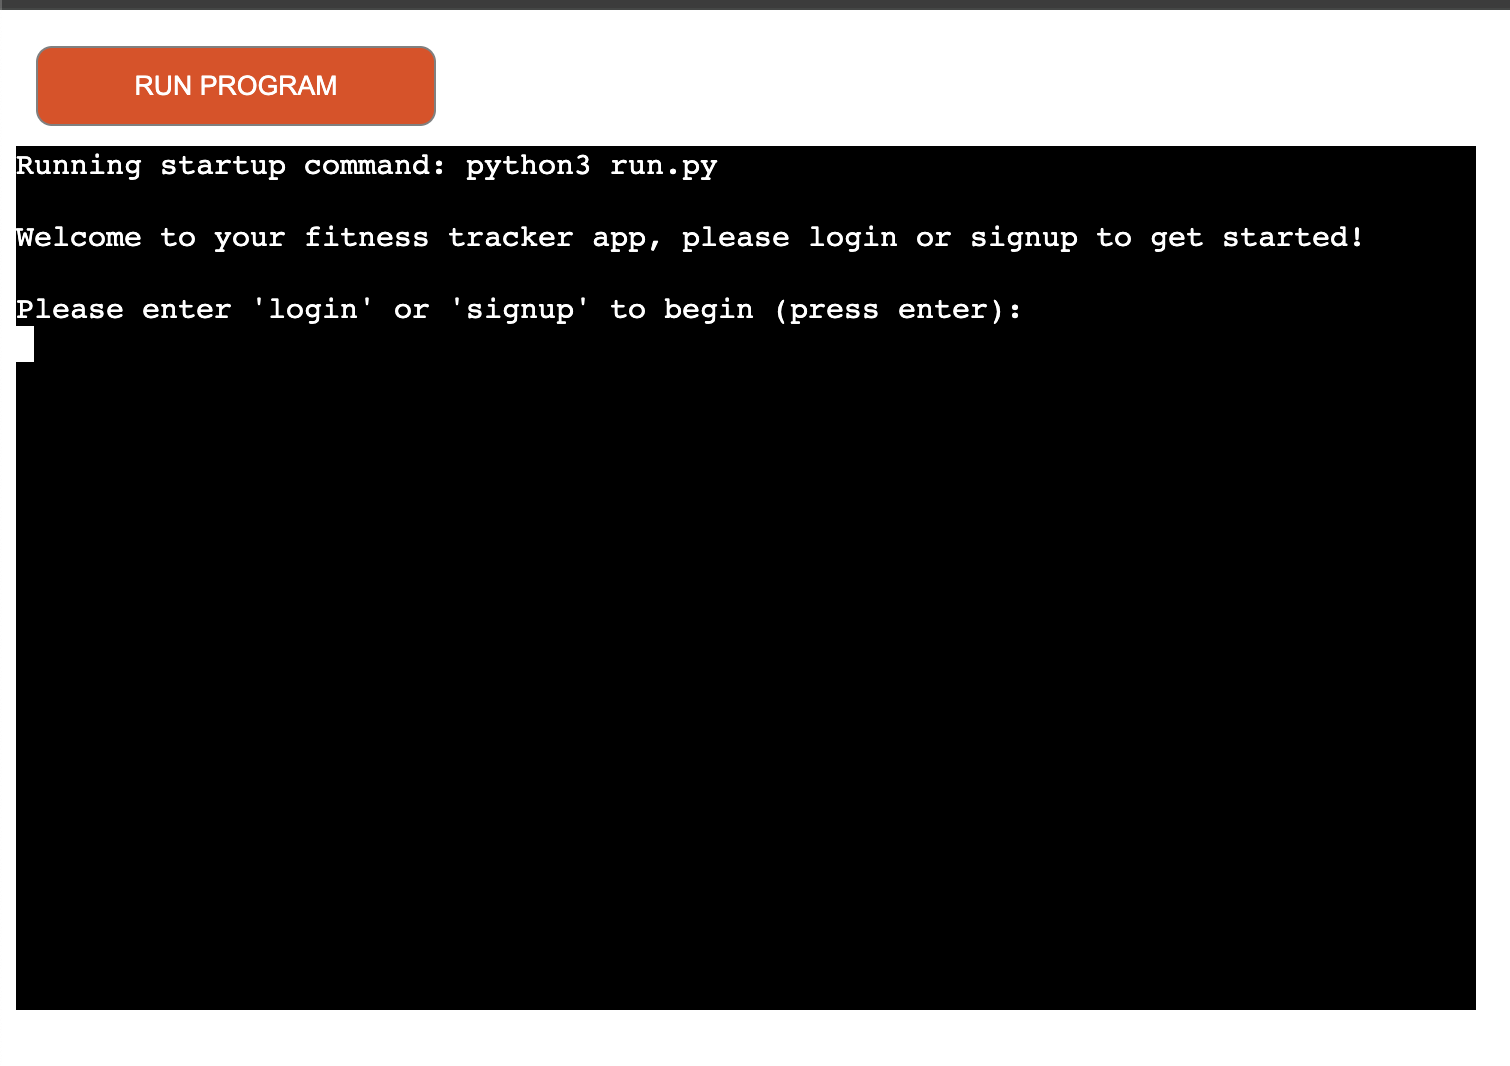 RUN PROGRAM
Running startup command: python3 run.py
Welcome to your fitness tracker app, please login or signup to get started!
Please enter 'login' or 'signup' to begin (press enter):